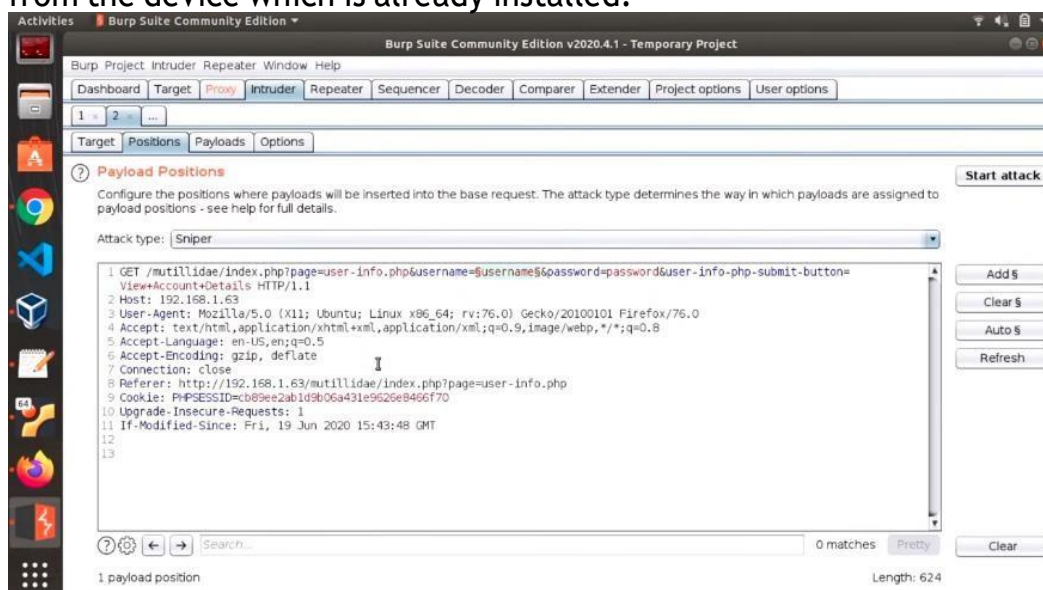 from the device which is already installed.
Activities Burp Suite Community Edition
Burp Suite Community Edition v2020.4.1 - Temporary Project
Burp Project Intruder Repeater Window Help
Dashboard Target Proxy Intruder Repeater Sequencer Decoder Comparer Extender Project options User options
1 × 2 × ...
Target Positions Payloads Options
? Payload Positions
Start attack
Configure the positions where payloads will be inserted into the base request. The attack type determines the way in which payloads are assigned to
payload positions - see help for full details.
Attack type: Sniper
1 GET /mutillidae/index.php?page=user-info.php&username=§username§&password=password&user-info-php-submit-button=
View+Account+Details HTTP/1.1
2 Host: 192.168.1.63
3 User-Agent: Mozilla/5.0 (X11; Ubuntu; Linux x86_64; rv:76.0) Gecko/20100101 Firefox/76.0
4 Accept: text/html,application/xhtml+xml,application/xml;q=0.9,image/webp,*/*;q=0.8
5 Accept-Language: en-US,en;q=0.5
6 Accept-Encoding: gzip, deflate
7 Connection: close
8 Referer: http://192.168.1.63/mutillidae/index.php?page=user-info.php
9 Cookie: PHPSESSID=cb89ee2ab1d9b06a431e9626e8466f70
10 Upgrade-Insecure-Requests: 1
11 If-Modified-Since: Fri, 19 Jun 2020 15:43:48 GMT
12
13
Add §
Clear §
Auto §
Refresh
64
? Search... 0 matches Pretty Clear
1 payload position Length: 624